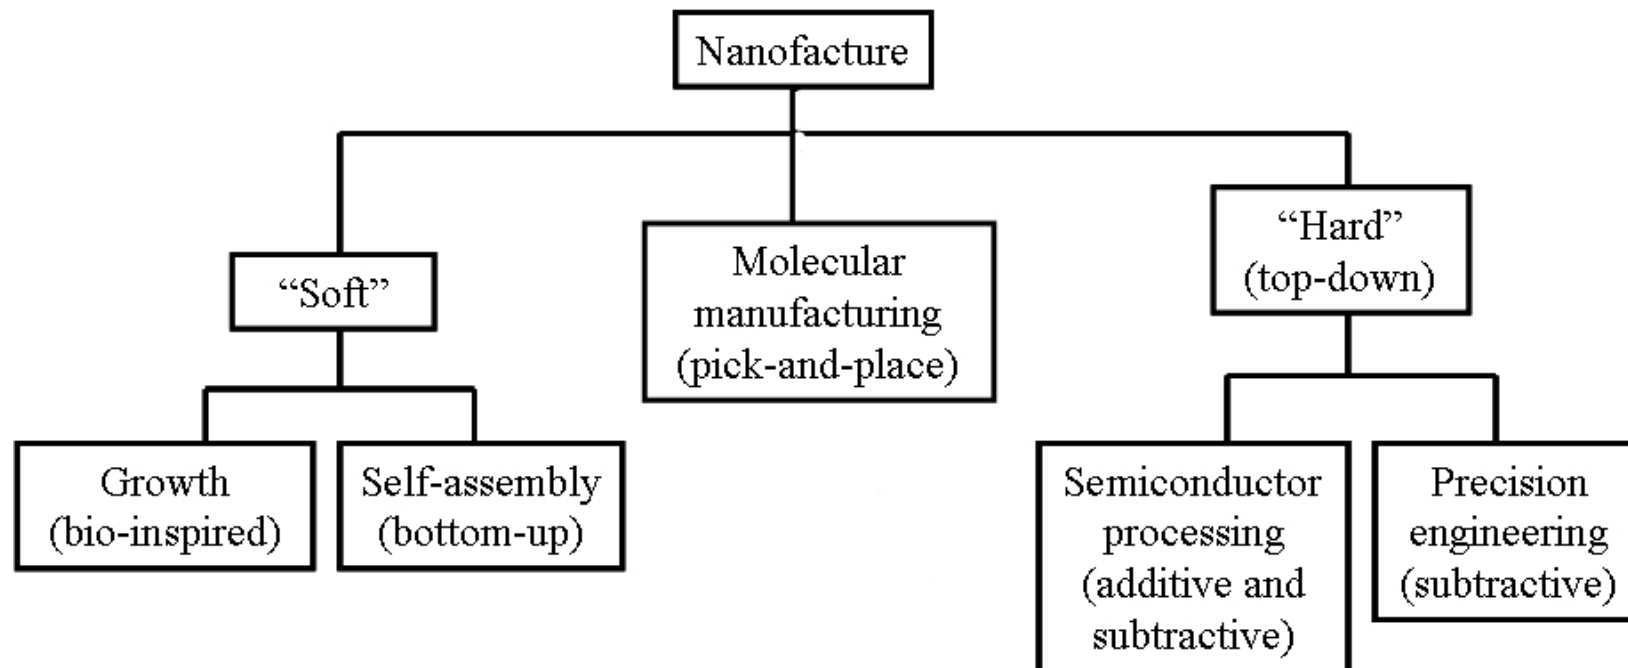 Nanofacture
“Soft”
Molecular
manufacturing
(pick-and-place)
“Hard”
(top-down)
Growth
(bio-inspired)
Self-assembly
(bottom-up)
Semiconductor
processing
(additive and
subtractive)
Precision
engineering
(subtractive)